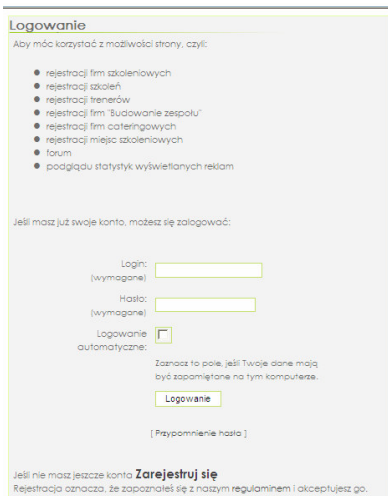 Logowanie
Aby móc korzystać z możliwości strony, czyli:
rejestracji firm szkoleniowych
rejestracji szkoleń
rejestracji trenerów
rejestracji firm "Budowanie zespołu"
rejestracji firm cateringowych
rejestracji miejsc szkoleniowych
forum
podglądu statystyk wyświetlanych reklam
Jeśli masz już swoje konto, możesz się zalogować:
Login:
(wymagane)
Hasło:
(wymagane)
Logowanie
automatyczne:
Zaznacz to pole, jeśli Twoje dane mają
być zapamiętane na tym komputerze.
Logowanie
[ Przypomnienie hasła ]
Jeśli nie masz jeszcze konta Zarejestruj się
Rejestracja oznacza, że zapoznałeś się z naszym regulaminem i akceptujesz go.